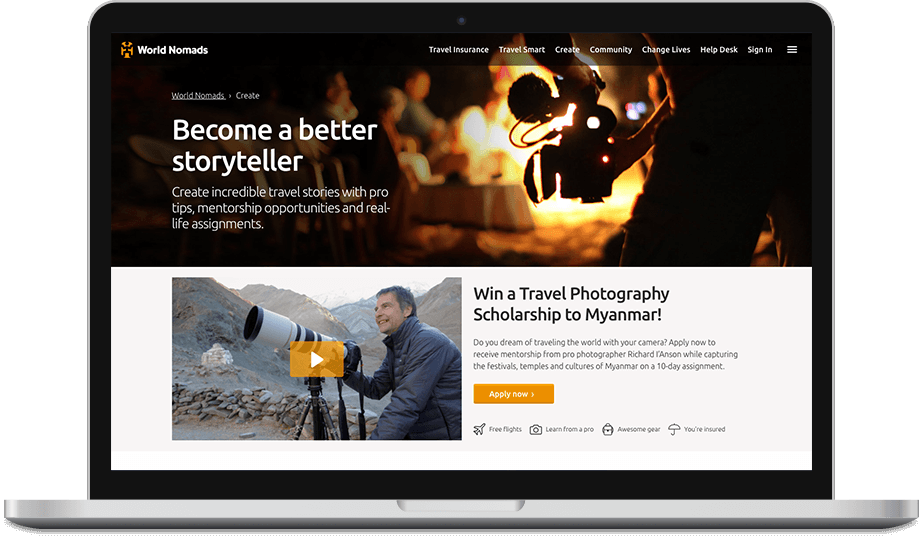 World Nomads
Travel Insurance Travel Smart Create Community Change Lives Help Desk Sign In
World Nomads › Create
Become a better
storyteller
Create incredible travel stories with pro
tips, mentorship opportunities and real-
life assignments.
Win a Travel Photography
Scholarship to Myanmar!
Do you dream of traveling the world with your camera? Apply now to
receive mentorship from pro photographer Richard I'Anson while capturing
the festivals, temples and cultures of Myanmar on a 10-day assignment.
Apply now ›
Free flights Learn from a pro Awesome gear You're insured